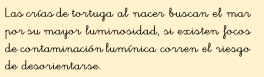 Las crías de tortuga al nacer buscan el mar
por su mayor luminosidad, si existen focos
de contaminación lumínica corren el riesgo
de desorientarse.